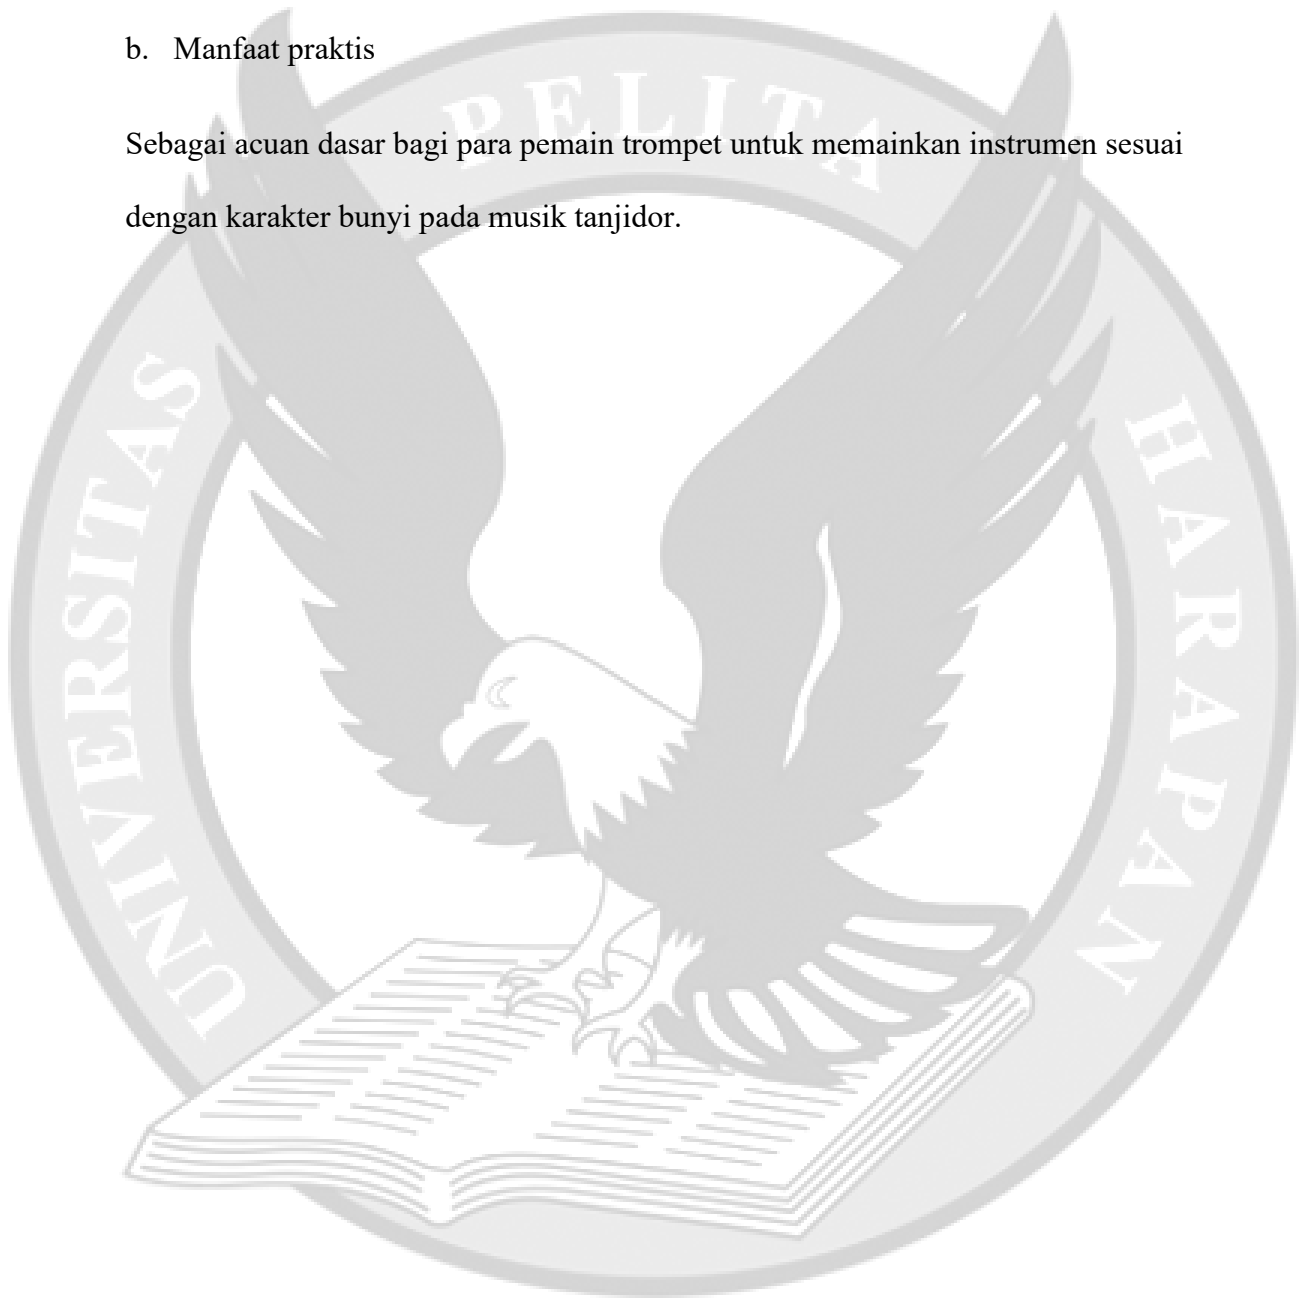 b. Manfaat praktis
Sebagai acuan dasar bagi para pemain trompet untuk memainkan instrumen sesuai
dengan karakter bunyi pada musik tanjidor.
UNIVERSITAS PELITA HARAPAN